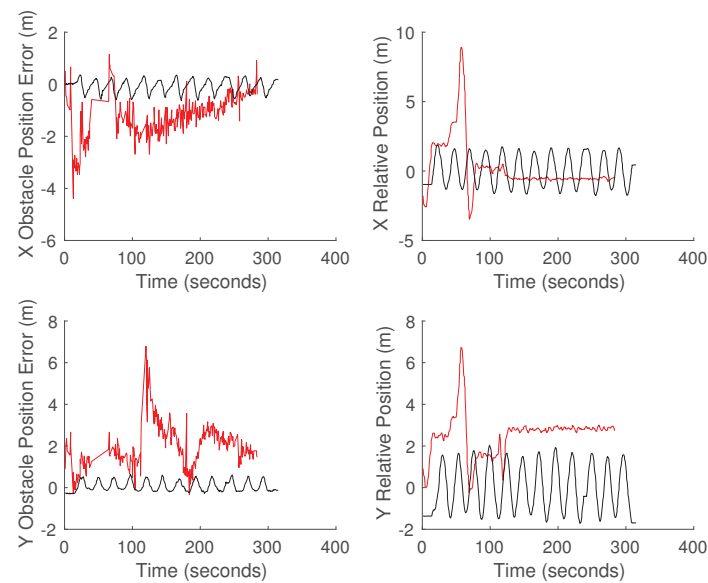 X Obstacle Position Error (m)
2
0
-2
-4
-6
0 100 200 300 400
Time (seconds)
X Relative Position (m)
10
5
0
-5
0 100 200 300 400
Time (seconds)
Y Obstacle Position Error (m)
8
6
4
2
0
-2
0 100 200 300 400
Time (seconds)
Y Relative Position (m)
8
6
4
2
0
-2
0 100 200 300 400
Time (seconds)